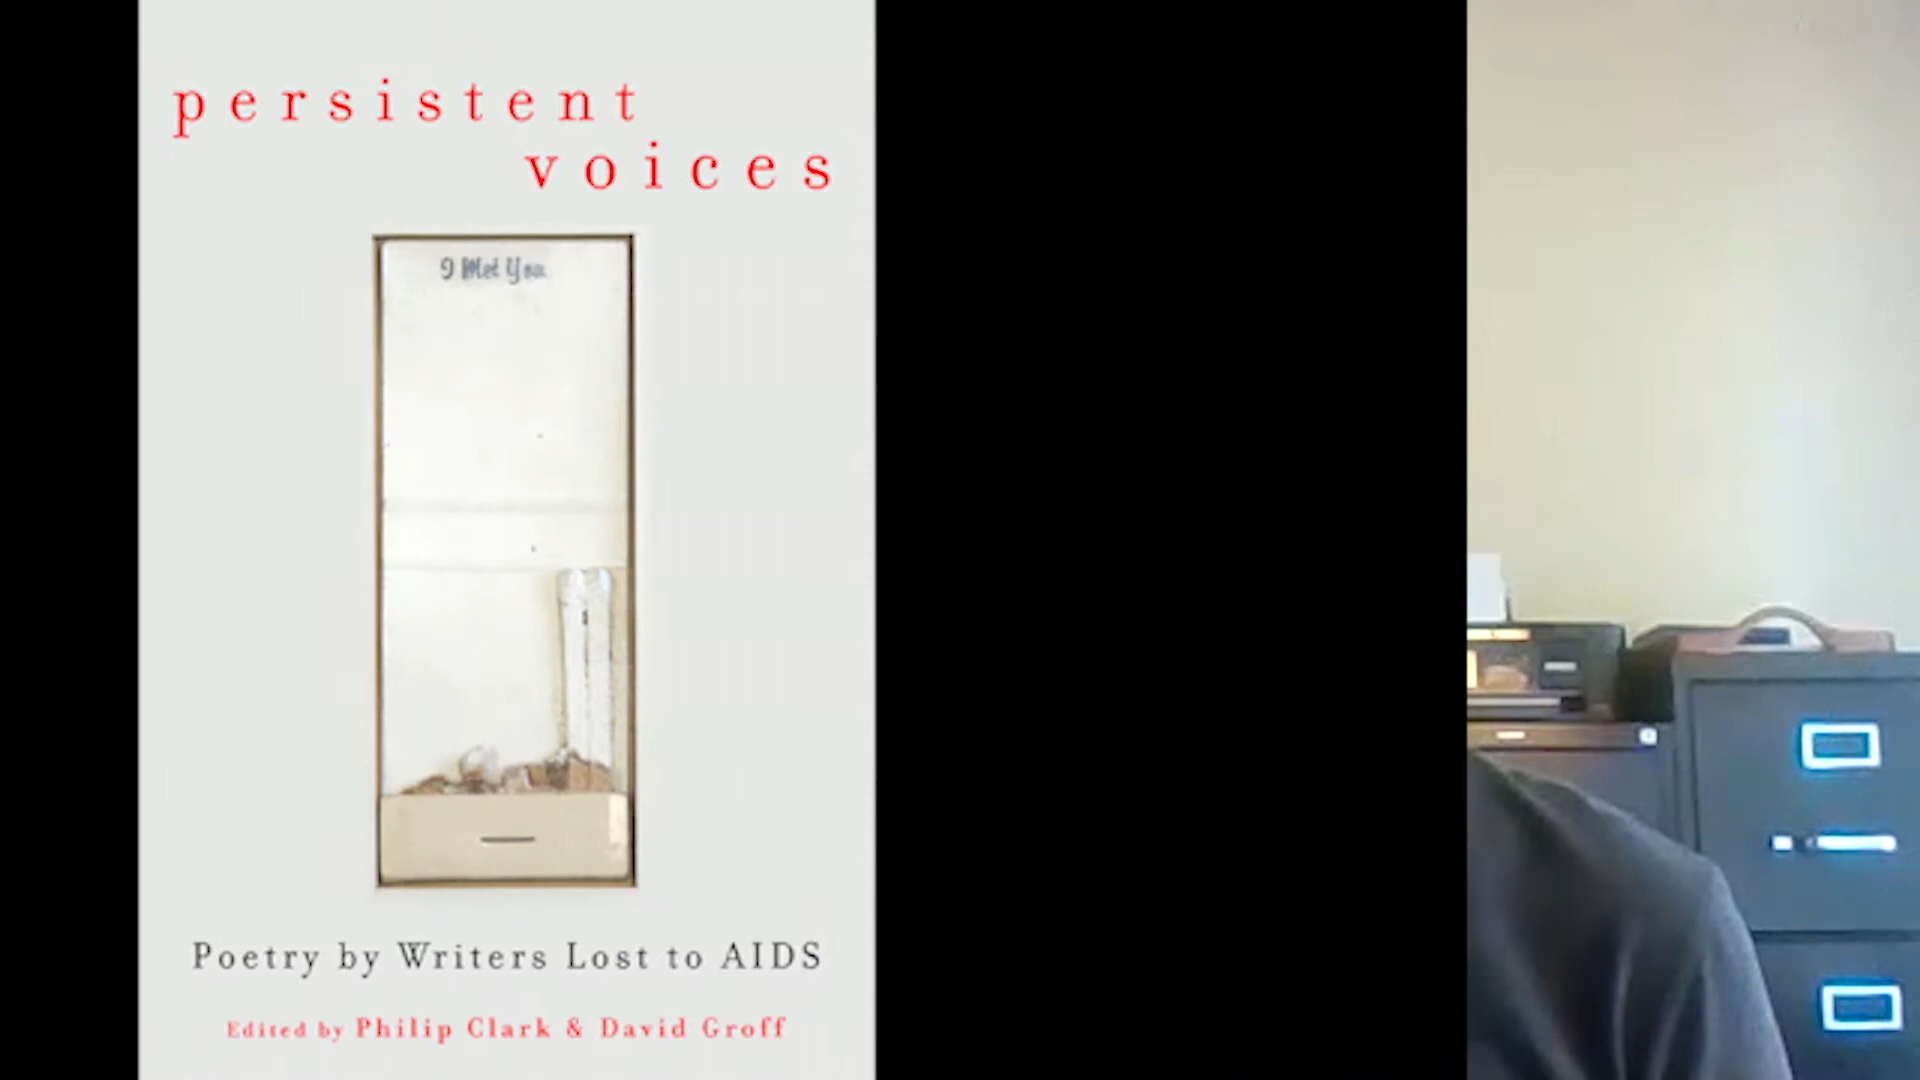 persistent
voices
I Met You
Poetry by Writers Lost to AIDS
Edited by Philip Clark & David Groff